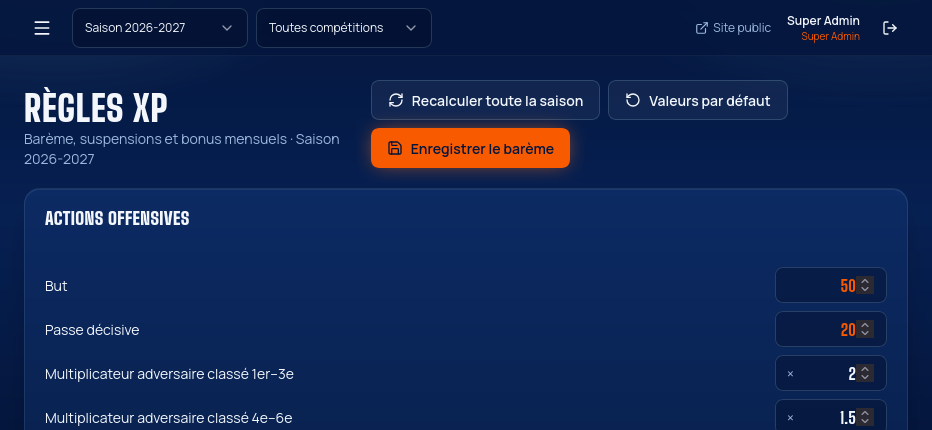 Saison 2026-2027
Toutes compétitions
Site public
Super Admin
Super Admin
RÈGLES XP
Barème, suspensions et bonus mensuels · Saison
2026-2027
Recalculer toute la saison
Valeurs par défaut
Enregistrer le barème
ACTIONS OFFENSIVES
But
50
Passe décisive
20
Multiplicateur adversaire classé 1er–3e
× 2
Multiplicateur adversaire classé 4e–6e
× 1.5